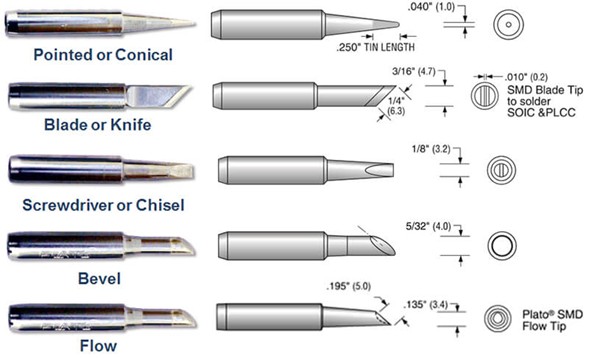 .040" (1.0)
.250" TIN LENGTH
Pointed or Conical
3/16" (4.7)
.010" (0.2)
1/4"
(6.3)
SMD Blade Tip
to solder
SOIC &PLCC
Blade or Knife
1/8" (3.2)
Screwdriver or Chisel
5/32" (4.0)
Bevel
.195" (5.0)
.135" (3.4)
Plato® SMD
Flow Tip
Flow